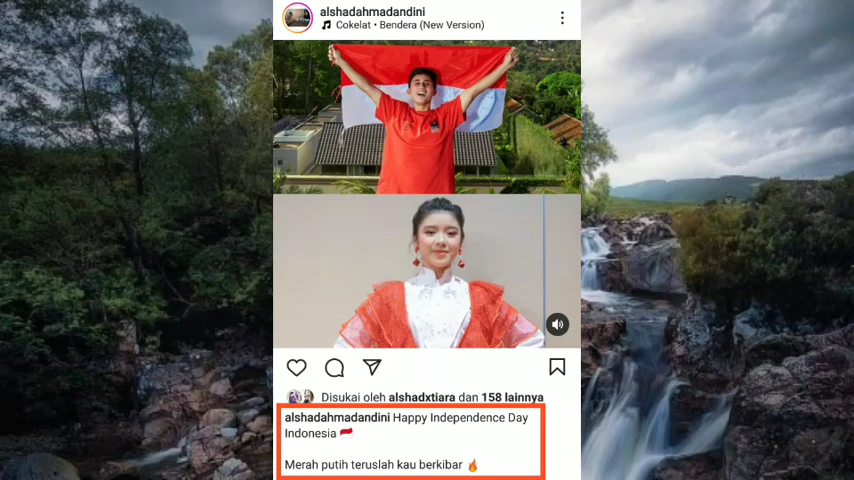 alshadahmadandini
Cokelat • Bendera (New Version)
Disukai oleh alshadxtiara dan 158 lainnya
alshadahmadandini Happy Independence Day
Indonesia 🇮🇩
Merah putih teruslah kau berkibar 🔥